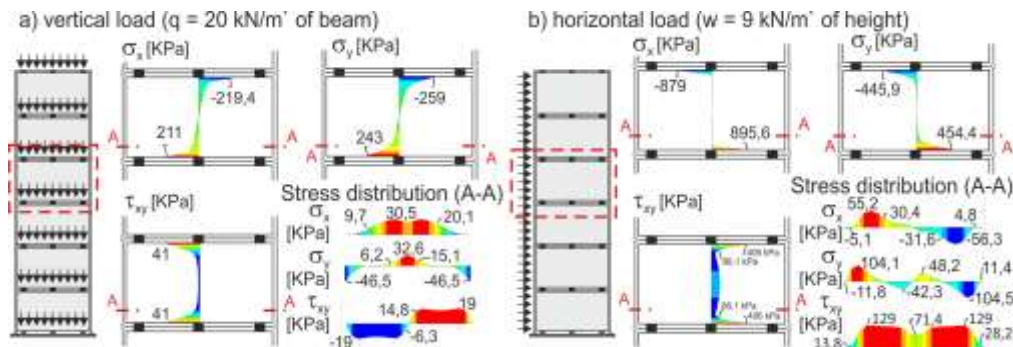 a) vertical load (q = 20 kN/m` of beam)
σx [KPa]
-219,4
211
A
A
σy [KPa]
-259
243
A
τxy [KPa]
41
41
A
A
Stress distribution (A-A)
σx
[KPa]
9,7
30,5
20,1
σy
[KPa]
6,2
32,6
15,1
-46,5
-46,5
τxy
[KPa]
14,8
19
-19
-6,3
b) horizontal load (w = 9 kN/m` of height)
σx [KPa]
-879
895,6
A
A
σy [KPa]
-445,9
454,4
A
A
τxy [KPa]
A
A
Stress distribution (A-A)
σx
[KPa]
55,2
30,4
4,8
-5,1
-31,6
-56,3
σy
[KPa]
104,1
48,2
11,4
-11,8
-42,3
-104,5
τxy
[KPa]
129
71,4
129
13,8
28,2